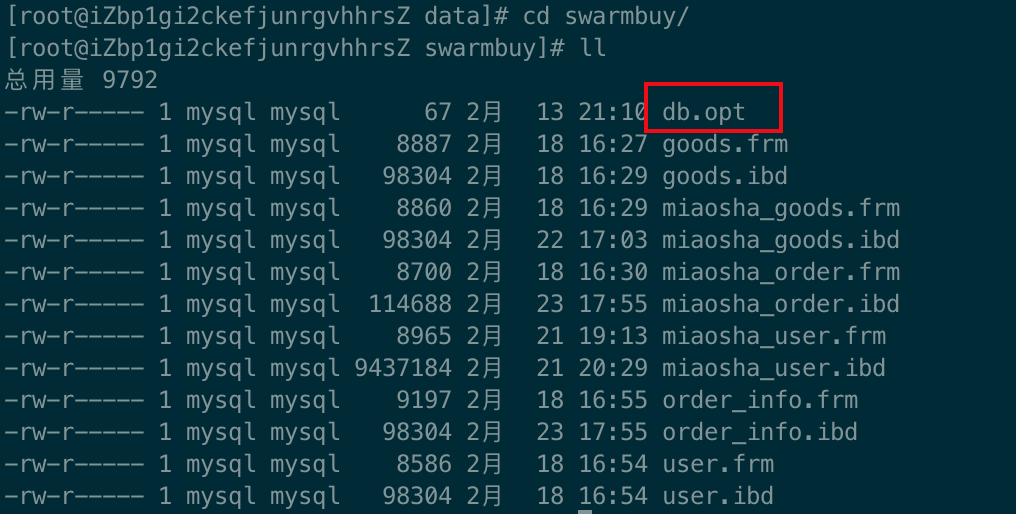 [root@iZbp1gi2ckefjunrgvhhrsZ data]# cd swarmbuy/
[root@iZbp1gi2ckefjunrgvhhrsZ swarmbuy]# ll
总用量 9792
-rw-r----- 1 mysql mysql      67 2月  13 21:10 db.opt
-rw-r----- 1 mysql mysql    8887 2月  18 16:27 goods.frm
-rw-r----- 1 mysql mysql   98304 2月  18 16:29 goods.ibd
-rw-r----- 1 mysql mysql    8860 2月  18 16:29 miaosha_goods.frm
-rw-r----- 1 mysql mysql   98304 2月  22 17:03 miaosha_goods.ibd
-rw-r----- 1 mysql mysql    8700 2月  18 16:30 miaosha_order.frm
-rw-r----- 1 mysql mysql  114688 2月  23 17:55 miaosha_order.ibd
-rw-r----- 1 mysql mysql    8965 2月  21 19:13 miaosha_user.frm
-rw-r----- 1 mysql mysql 9437184 2月  21 20:29 miaosha_user.ibd
-rw-r----- 1 mysql mysql    9197 2月  18 16:55 order_info.frm
-rw-r----- 1 mysql mysql   98304 2月  23 17:55 order_info.ibd
-rw-r----- 1 mysql mysql    8586 2月  18 16:54 user.frm
-rw-r----- 1 mysql mysql   98304 2月  18 16:54 user.ibd